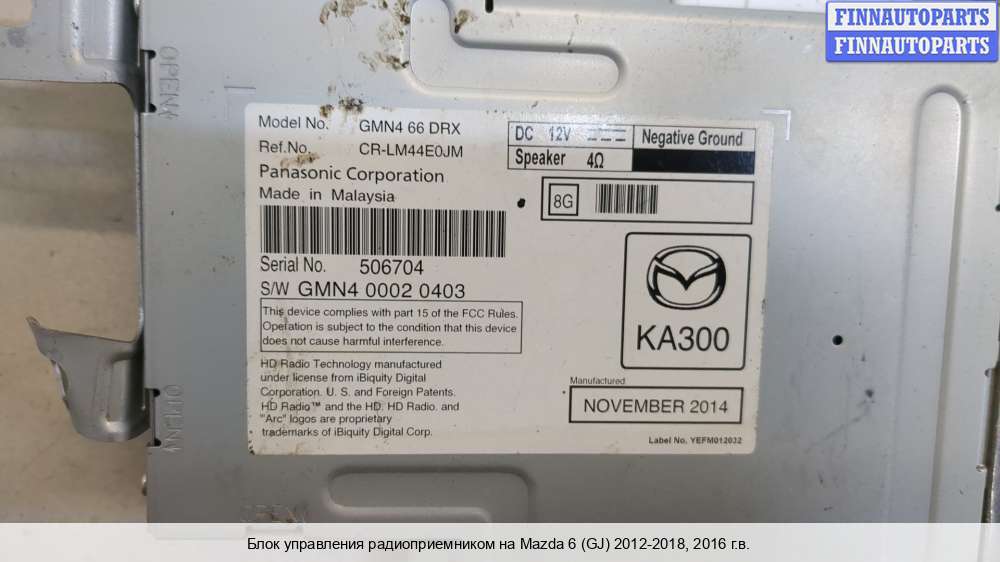 FINNAUTOPARTS
FINNAUTOPARTS
OPEN
Model No. GMN4 66 DRX
Ref.No. CR-LM44E0JM
Panasonic Corporation
Made in Malaysia
DC 12V
Negative Ground
Speaker 4Ω
8G
Serial No. 506704
S/W GMN4 0002 0403
This device complies with part 15 of the FCC Rules.
Operation is subject to the condition that this device
does not cause harmful interference.
KA300
HD Radio Technology manufactured
under license from iBiquity Digital
Corporation. U. S. and Foreign Patents.
HD Radio™ and the HD. HD Radio. and
"Arc" logos are proprietary
trademarks of iBiquity Digital Corp.
Manufactured
NOVEMBER 2014
Label No. YEFM012032
OPEN
OPEN
Блок управления радиоприемником на Mazda 6 (GJ) 2012-2018, 2016 г.в.